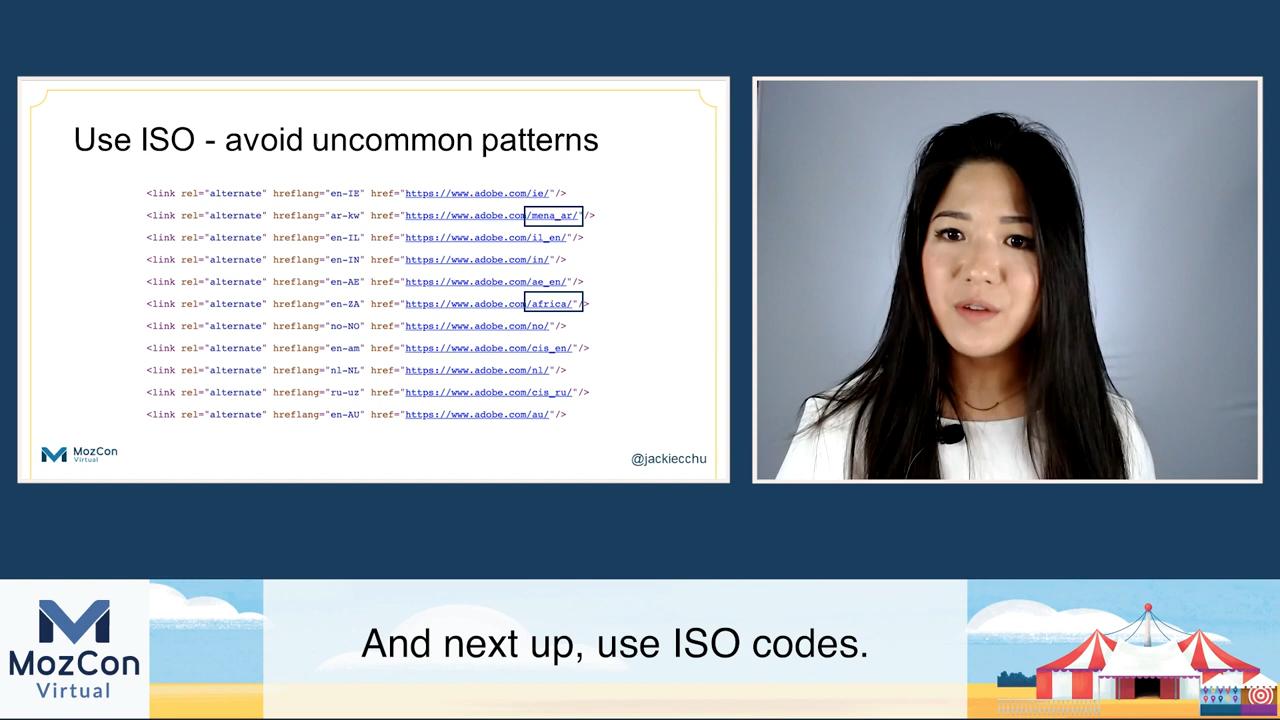 Use ISO - avoid uncommon patterns
<link rel="alternate" hreflang="en-IE" href="https://www.adobe.com/ie/"/>
<link rel="alternate" hreflang="ar-kw" href="https://www.adobe.com/mena_ar/"/>
<link rel="alternate" hreflang="en-IL" href="https://www.adobe.com/il_en/"/>
<link rel="alternate" hreflang="en-IN" href="https://www.adobe.com/in/"/>
<link rel="alternate" hreflang="en-AE" href="https://www.adobe.com/ae_en/"/>
<link rel="alternate" hreflang="en-ZA" href="https://www.adobe.com/africa/"/>
<link rel="alternate" hreflang="no-NO" href="https://www.adobe.com/no/"/>
<link rel="alternate" hreflang="en-am" href="https://www.adobe.com/cis_en/"/>
<link rel="alternate" hreflang="nl-NL" href="https://www.adobe.com/nl/"/>
<link rel="alternate" hreflang="ru-uz" href="https://www.adobe.com/cis_ru/"/>
<link rel="alternate" hreflang="en-AU" href="https://www.adobe.com/au/"/>
MozCon
Virtual
@jackiecchu
MozCon
Virtual
And next up, use ISO codes.